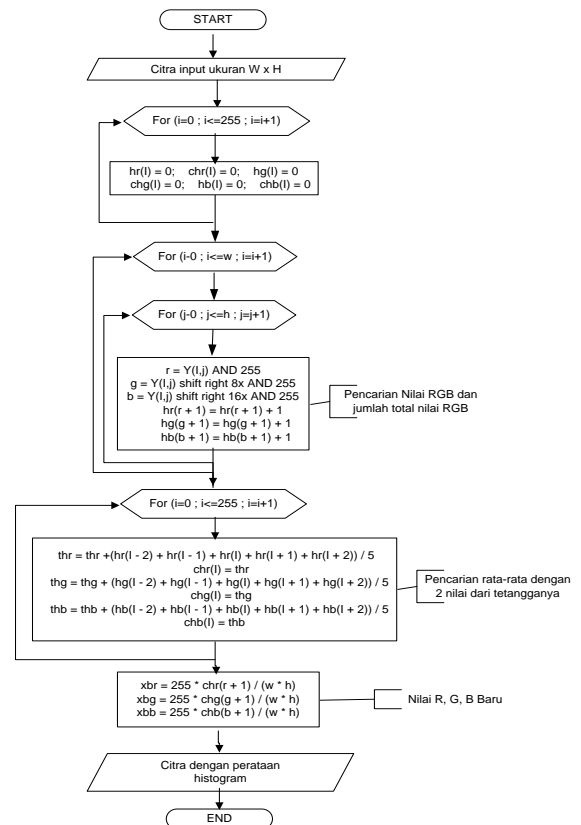 START
Citra input ukuran W x H
For (i=0 ; i<=255 ; i=i+1)
hr(I) = 0; chr(I) = 0; hg(I) = 0
chg(I) = 0; hb(I) = 0; chb(I) = 0
For (i-0 ; i<=w ; i=i+1)
For (j-0 ; j<=h ; j=j+1)
r = Y(I,j) AND 255
g = Y(I,j) shift right 8x AND 255
b = Y(I,j) shift right 16x AND 255
hr(r + 1) = hr(r + 1) + 1
hg(g + 1) = hg(g + 1) + 1
hb(b + 1) = hb(b + 1) + 1
Pencarian Nilai RGB dan
jumlah total nilai RGB
For (i=0 ; i<=255 ; i=i+1)
thr = thr +(hr(I - 2) + hr(I - 1) + hr(I) + hr(I + 1) + hr(I + 2)) / 5
chr(I) = thr
thg = thg + (hg(I - 2) + hg(I - 1) + hg(I) + hg(I + 1) + hg(I + 2)) / 5
chg(I) = thg
thb = thb + (hb(I - 2) + hb(I - 1) + hb(I) + hb(I + 1) + hb(I + 2)) / 5
chb(I) = thb
Pencarian rata-rata dengan
2 nilai dari tetangganya
xbr = 255 * chr(r + 1) / (w * h)
xbg = 255 * chg(g + 1) / (w * h)
xbb = 255 * chb(b + 1) / (w * h)
Nilai R, G, B Baru
Citra dengan perataan
histogram
END